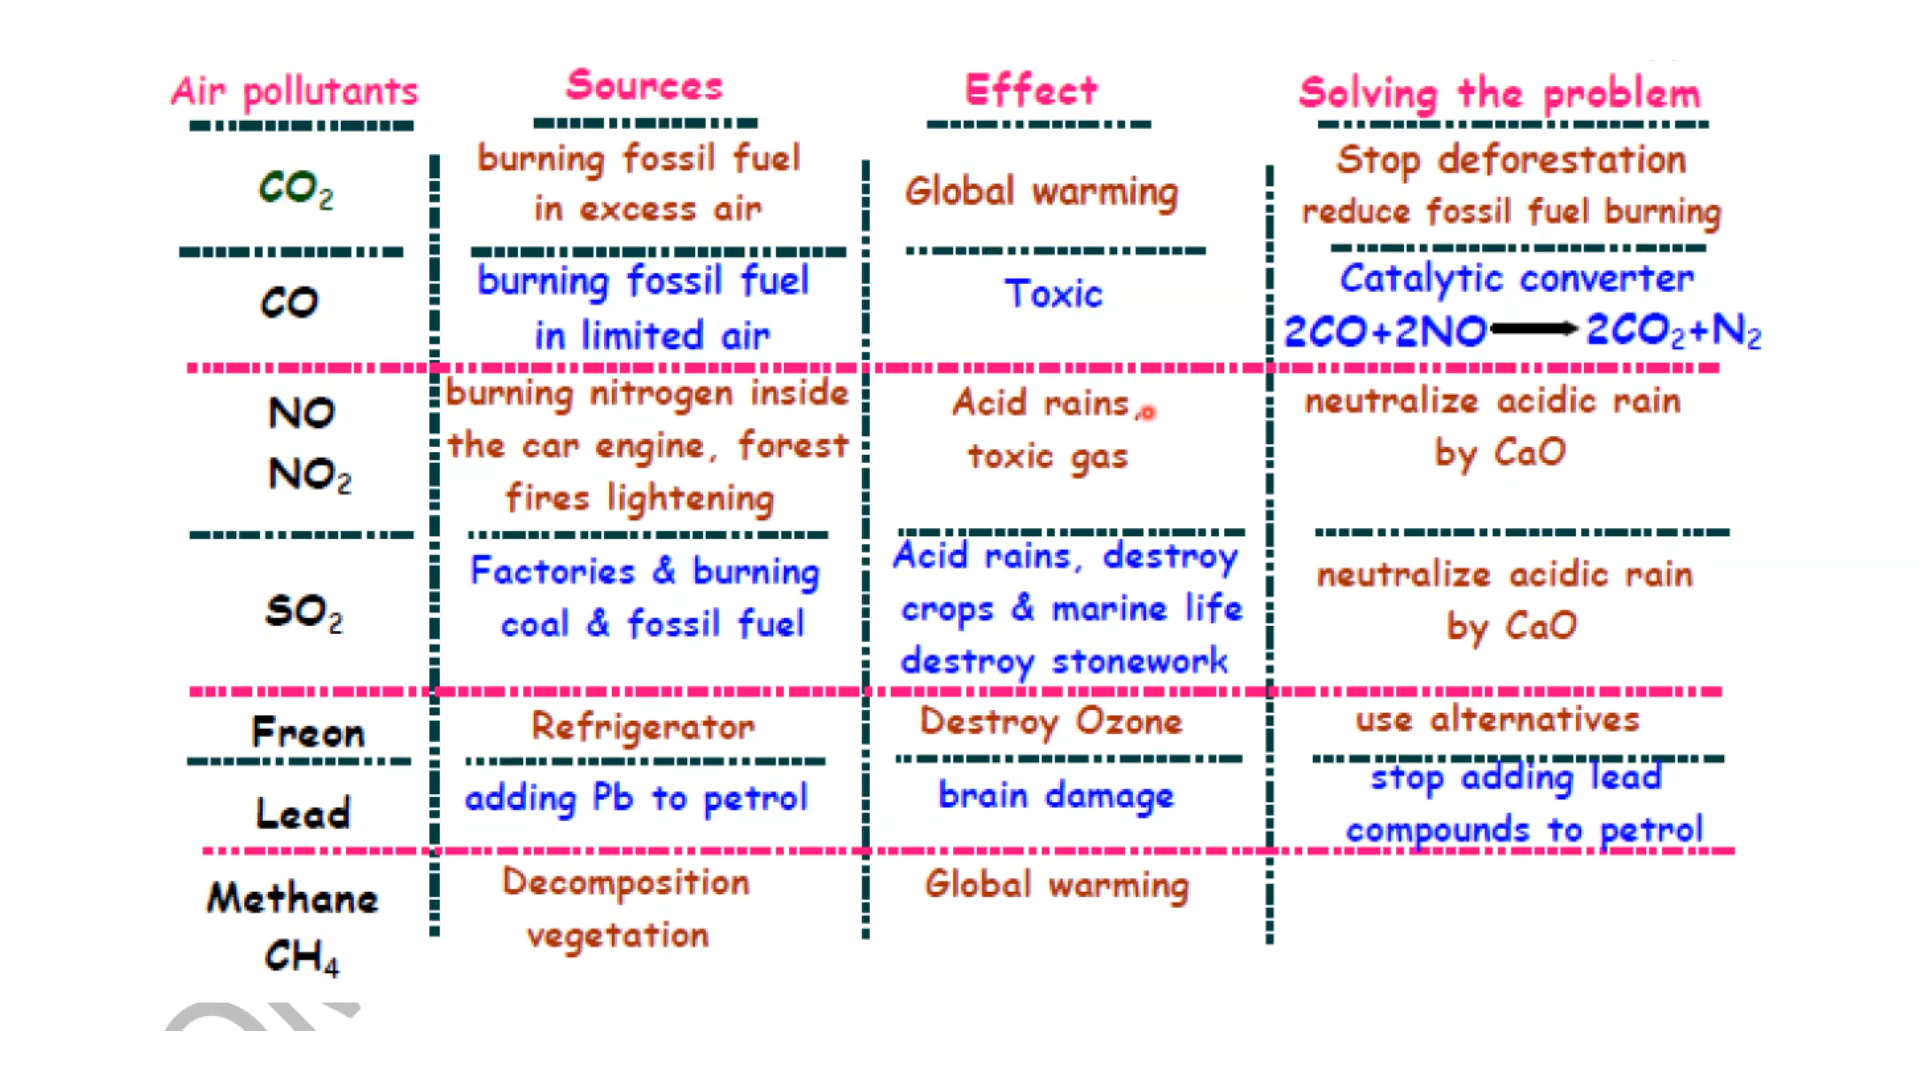 Air pollutants
Sources
Effect
Solving the problem
CO₂
burning fossil fuel
in excess air
Global warming
Stop deforestation
reduce fossil fuel burning
CO
burning fossil fuel
in limited air
Toxic
Catalytic converter
2CO+2NO→2CO₂+N₂
NO
NO₂
burning nitrogen inside
the car engine, forest
fires lightening
Acid rains,
toxic gas
neutralize acidic rain
by CaO
SO₂
Factories & burning
coal & fossil fuel
Acid rains, destroy
crops & marine life
destroy stonework
neutralize acidic rain
by CaO
Freon
Refrigerator
Destroy Ozone
use alternatives
Lead
adding Pb to petrol
brain damage
stop adding lead
compounds to petrol
Methane
CH₄
Decomposition
vegetation
Global warming